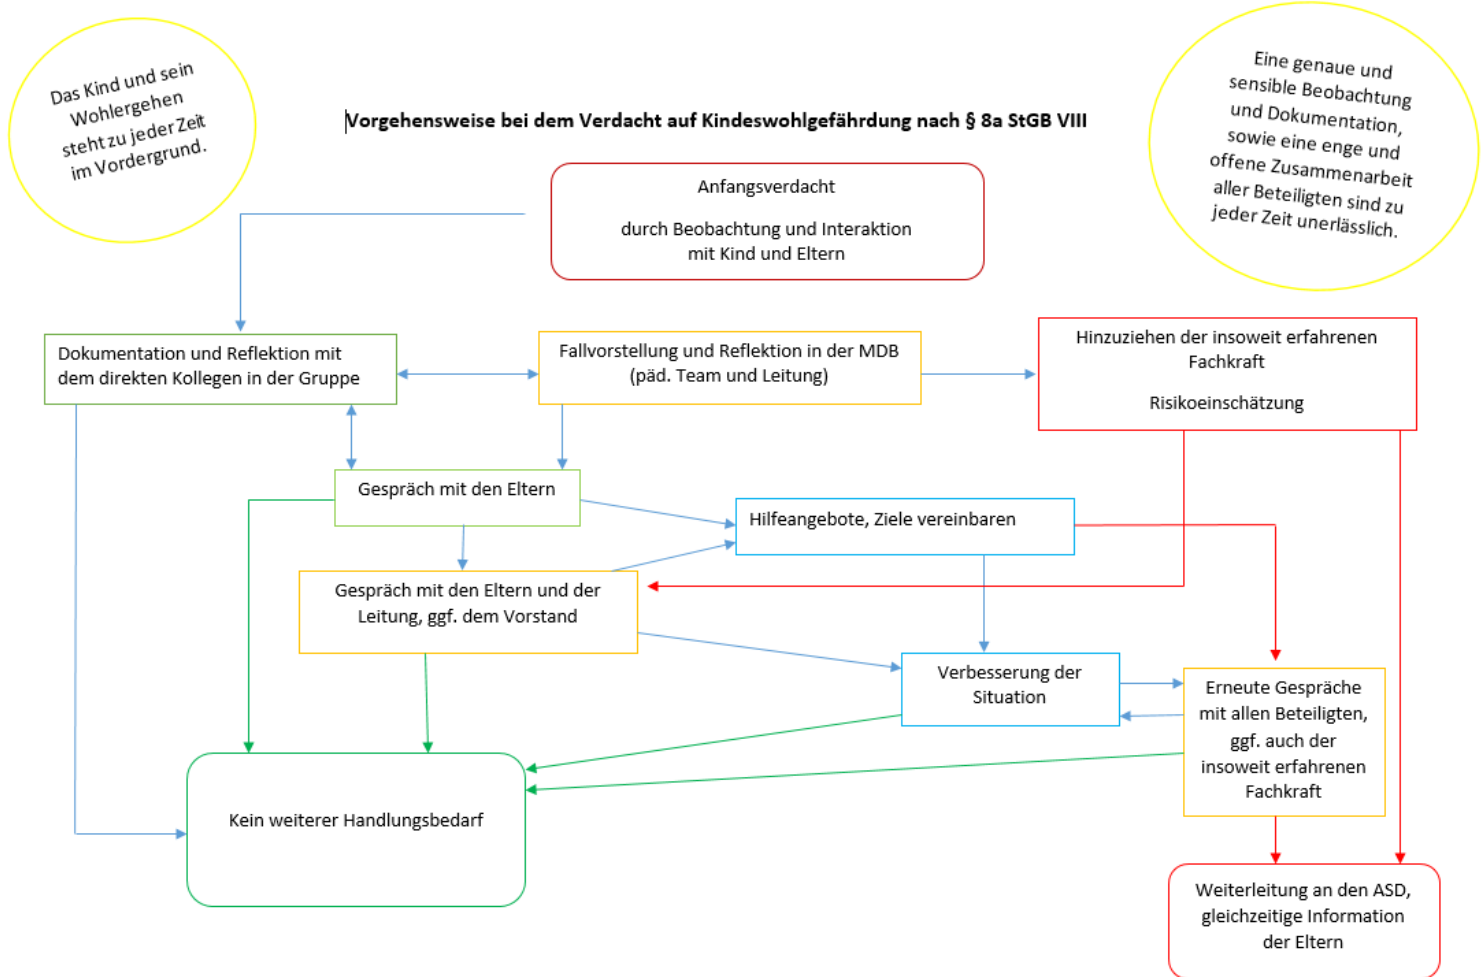 Das Kind und sein
Wohlergehen
steht zu jeder Zeit
im Vordergrund.
Eine genaue und
sensible Beobachtung
und Dokumentation,
sowie eine enge und
offene Zusammenarbeit
aller Beteiligten sind zu
jeder Zeit unerlässlich.
Vorgehensweise bei dem Verdacht auf Kindeswohlgefährdung nach § 8a StGB VIII
Anfangsverdacht
durch Beobachtung und Interaktion
mit Kind und Eltern
Dokumentation und Reflektion mit
dem direkten Kollegen in der Gruppe
Fallvorstellung und Reflektion in der MDB
(päd. Team und Leitung)
Hinzuziehen der insoweit erfahrenen
Fachkraft
Risikoeinschätzung
Gespräch mit den Eltern
Hilfeangebote, Ziele vereinbaren
Gespräch mit den Eltern und der
Leitung, ggf. dem Vorstand
Verbesserung der
Situation
Erneute Gespräche
mit allen Beteiligten,
ggf. auch der
insoweit erfahrenen
Fachkraft
Kein weiterer Handlungsbedarf
Weiterleitung an den ASD,
gleichzeitige Information
der Eltern